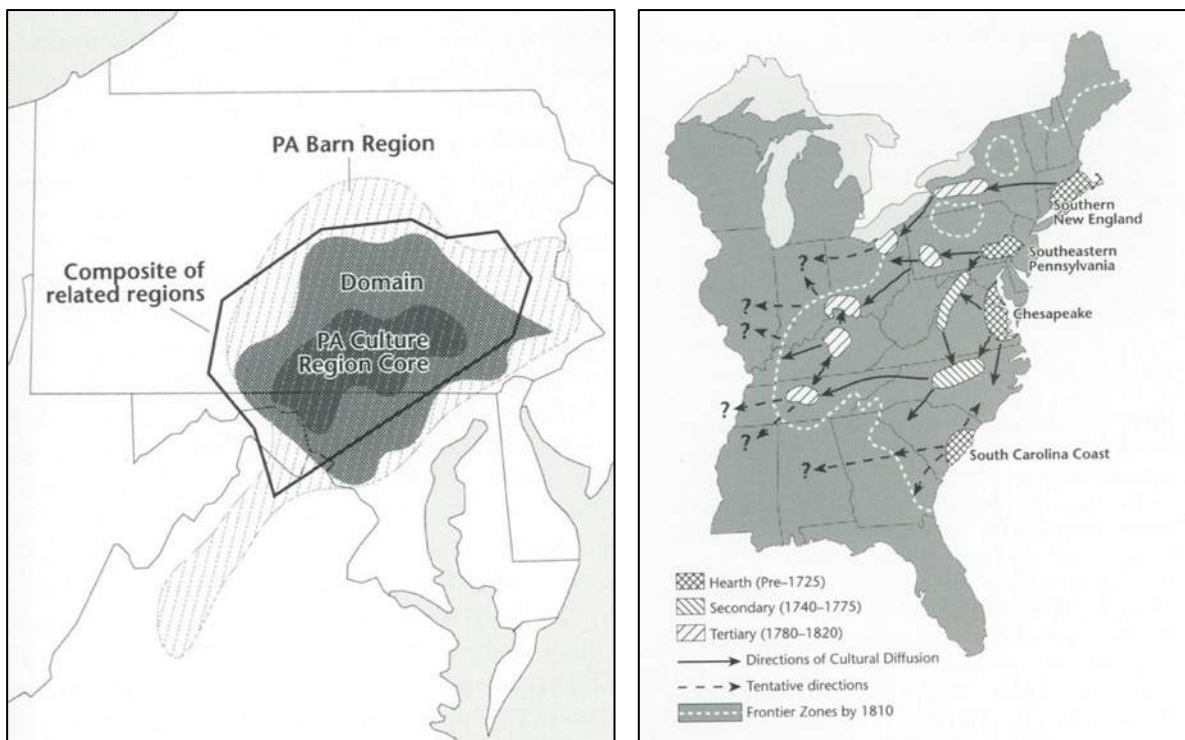 PA Barn Region
Composite of
related regions
Domain
PA Culture
Region Core
Southern
New England
Southeastern
Pennsylvania
Chesapeake
?
?
?
?
?
?
South Carolina Coast
Hearth (Pre–1725)
Secondary (1740–1775)
Tertiary (1780–1820)
Directions of Cultural Diffusion
Tentative directions
Frontier Zones by 1810